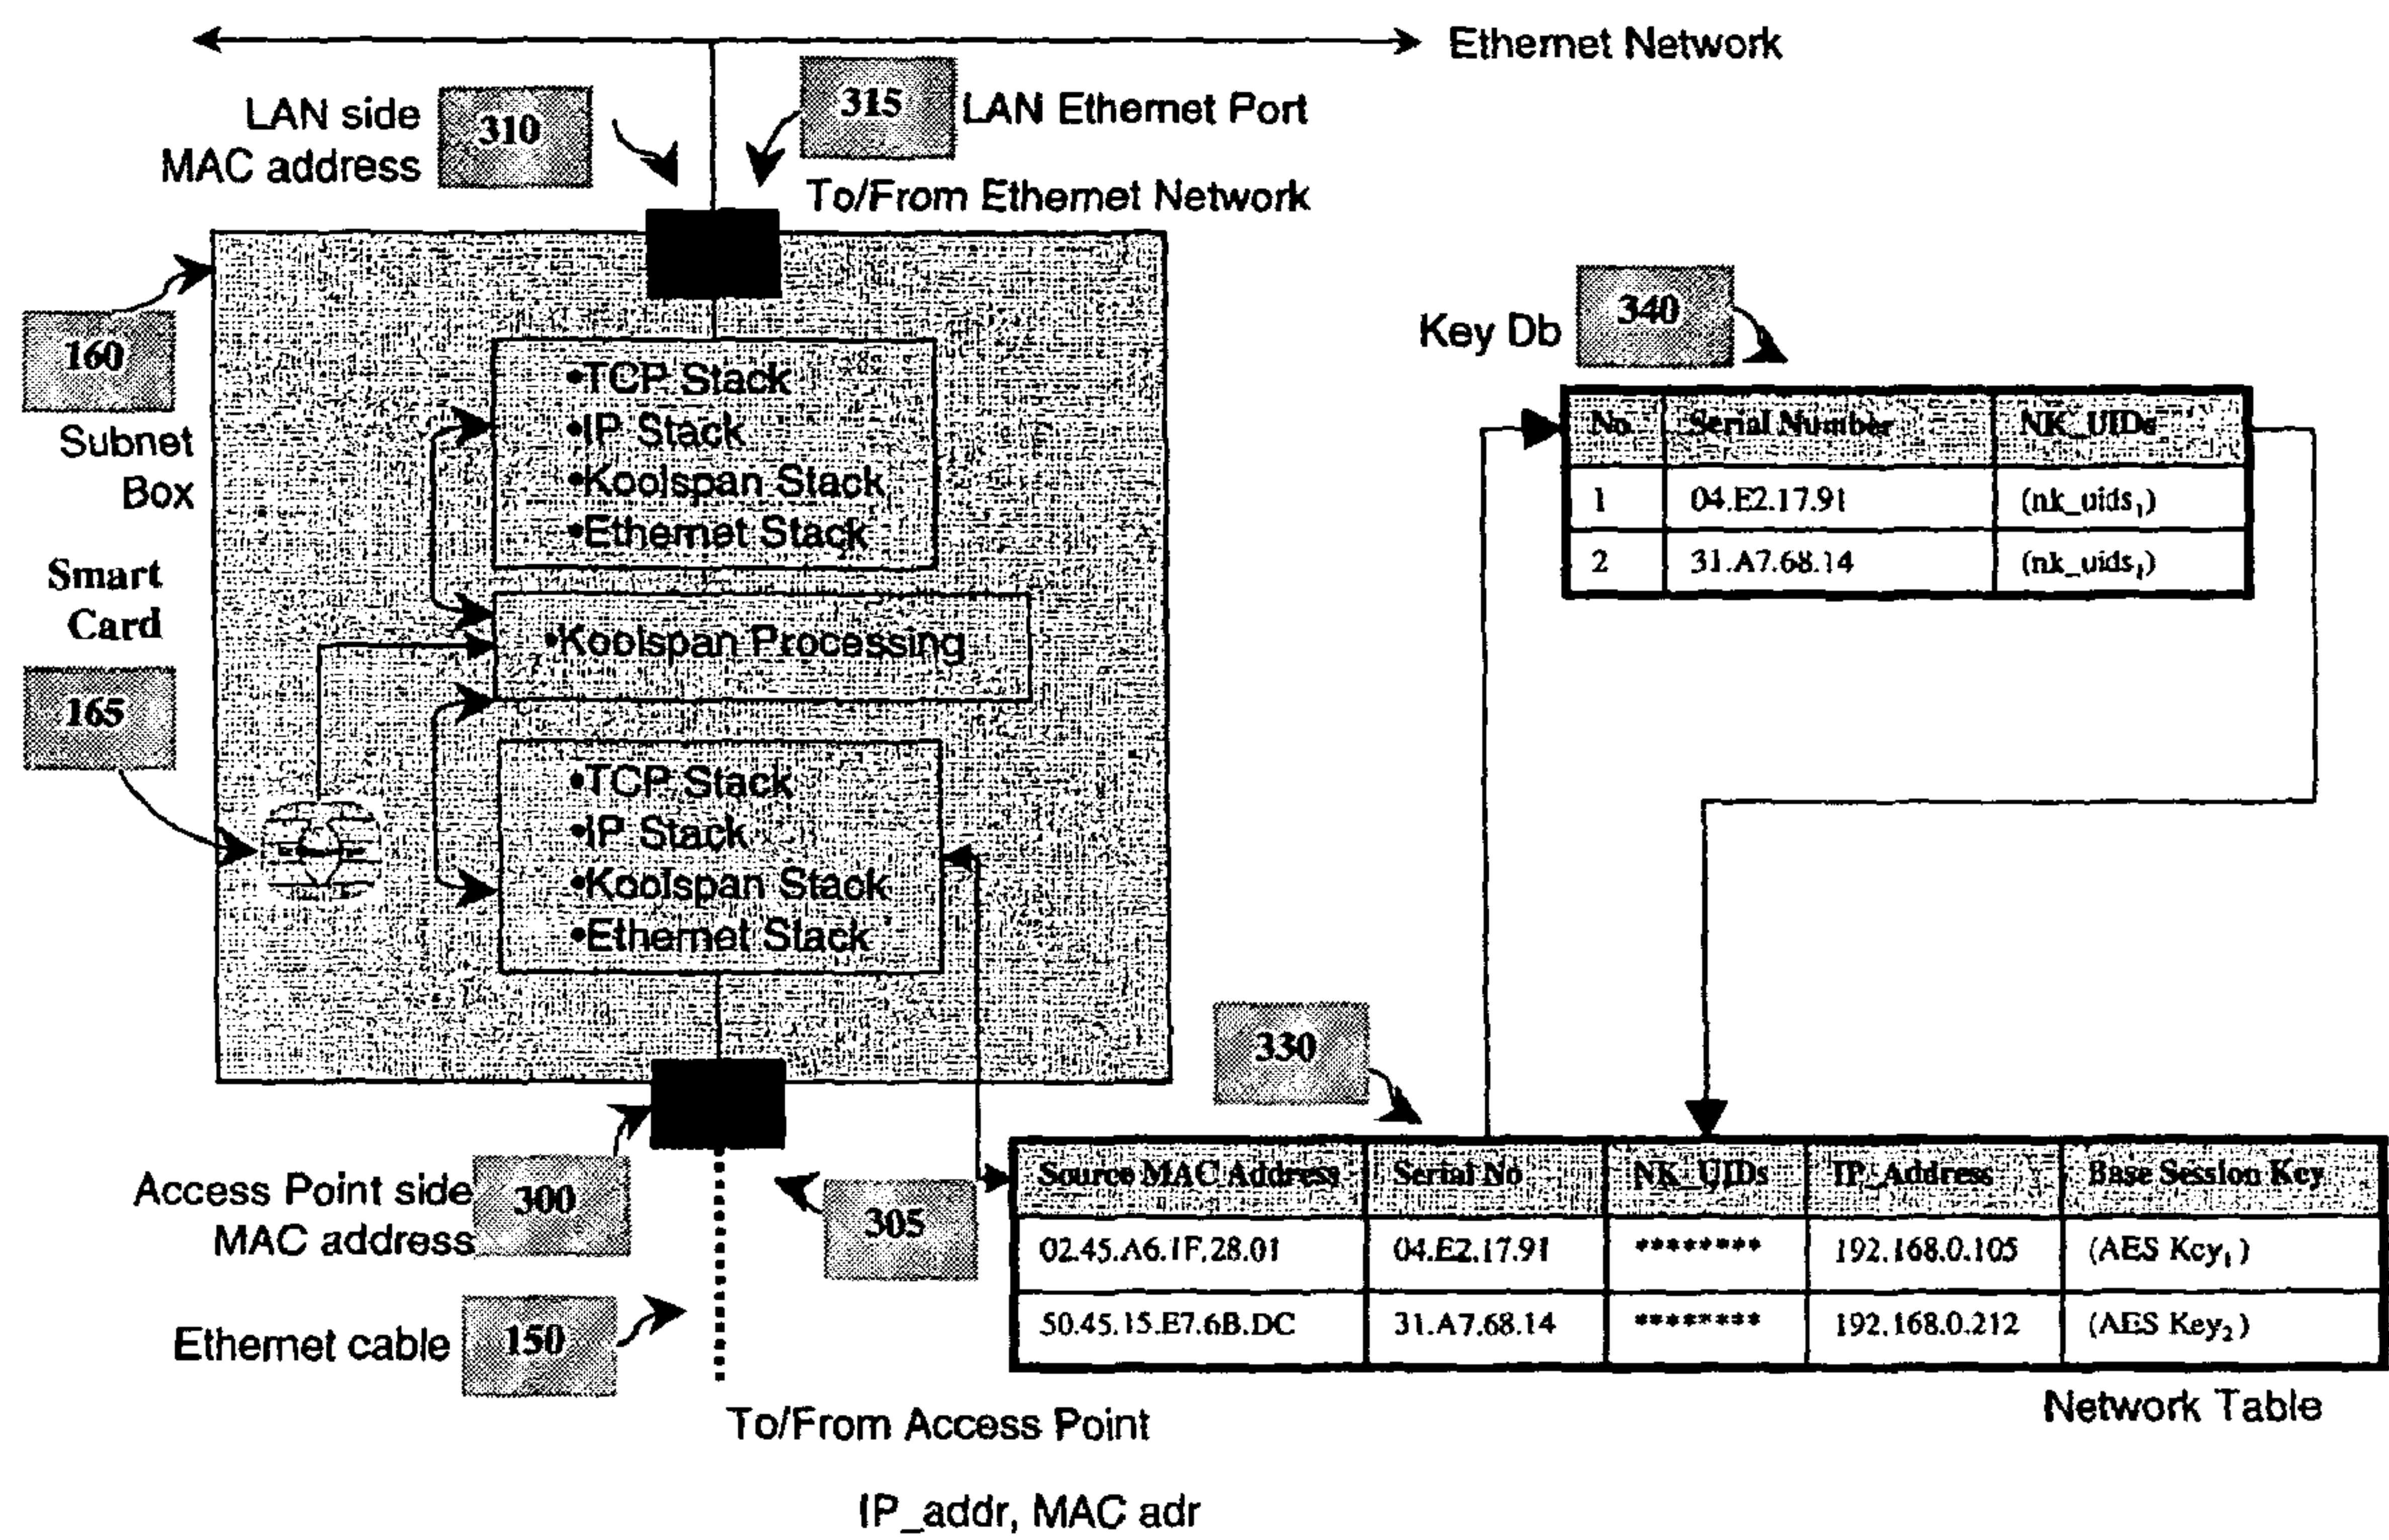 Ethernet Network
LAN side
MAC address
310
315
LAN Ethernet Port
To/From Ethernet Network
160
Subnet
Box
•TCP Stack
•IP Stack
•Koolspan Stack
•Ethernet Stack
Smart
Card
165
•Koolspan Processing
•TCP Stack
•IP Stack
•Koolspan Stack
•Ethernet Stack
Key Db
340
No Serial Number NK_UIDs
1 04.E2.17.91 (nk_uids₁)
2 31.A7.68.14 (nk_uids₁)
330
Access Point side
MAC address
300
305
Ethernet cable
150
Source MAC Address Serial No NK_UIDs IP_Address Base Session Key
02.45.A6.1F.28.01 04.E2.17.91 ******** 192.168.0.105 (AES Key₁)
50.45.15.E7.6B.DC 31.A7.68.14 ******** 192.168.0.212 (AES Key₂)
Network Table
To/From Access Point
IP_addr, MAC adr